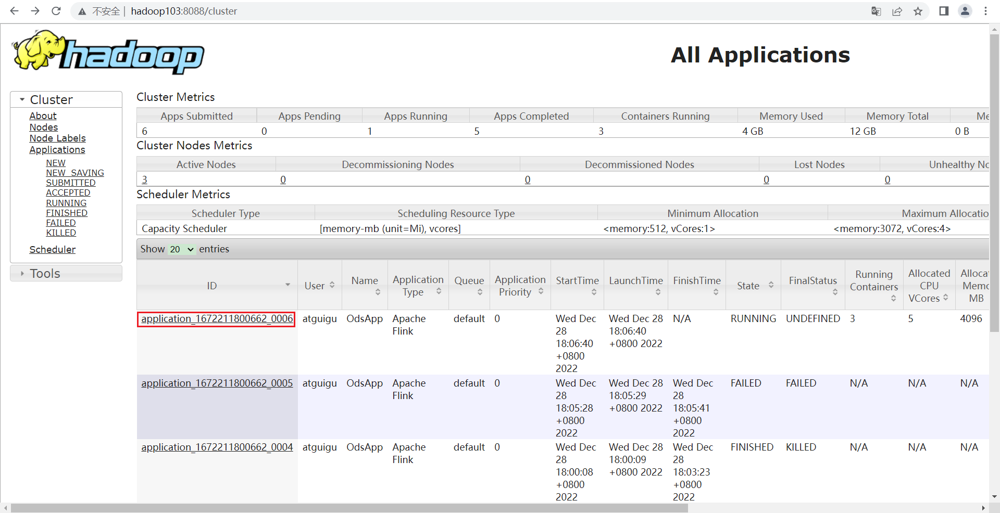 不安全 | hadoop103:8088/cluster
hadoop
All Applications
Cluster
About
Nodes
Node Labels
Applications
NEW
NEW_SAVING
SUBMITTED
ACCEPTED
RUNNING
FINISHED
FAILED
KILLED
Scheduler
Tools
Cluster Metrics
Apps Submitted Apps Pending Apps Running Apps Completed Containers Running Memory Used Memory Total Me
6 0 1 5 3 4 GB 12 GB 0 B
Cluster Nodes Metrics
Active Nodes Decommissioning Nodes Decommissioned Nodes Lost Nodes Unhealthy No
3 0 0 0 0
Scheduler Metrics
Scheduler Type Scheduling Resource Type Minimum Allocation Maximum Allocatio
Capacity Scheduler [memory-mb (unit=Mi), vcores] <memory:512, vCores:1> <memory:3072, vCores:4>
Show 20 entries
ID User Name Application Type Queue Application Priority StartTime LaunchTime FinishTime State FinalStatus Running Containers Allocated CPU VCores Allocat Memo MB
application_1672211800662_0006 atguigu OdsApp Apache Flink default 0 Wed Dec 28 18:06:40 +0800 2022 Wed Dec 28 18:06:40 +0800 2022 N/A RUNNING UNDEFINED 3 5 4096
application_1672211800662_0005 atguigu OdsApp Apache Flink default 0 Wed Dec 28 18:05:28 +0800 2022 Wed Dec 28 18:05:29 +0800 2022 Wed Dec 28 18:05:41 +0800 2022 FAILED FAILED N/A N/A N/A
application_1672211800662_0004 atguigu OdsApp Apache Flink default 0 Wed Dec 28 18:00:08 +0800 2022 Wed Dec 28 18:00:09 +0800 2022 Wed Dec 28 18:03:23 +0800 2022 FINISHED KILLED N/A N/A N/A